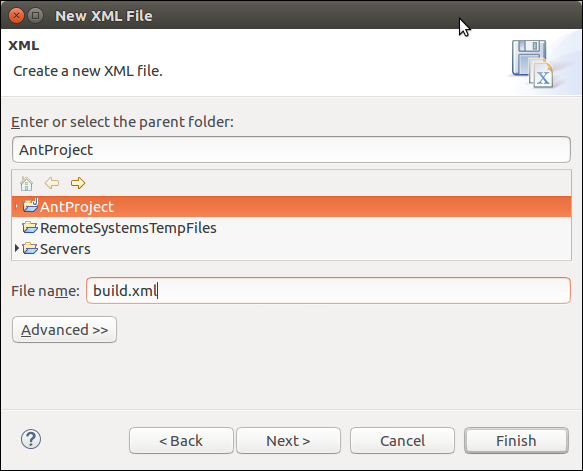 New XML File
XML
Create a new XML file.
Enter or select the parent folder:
AntProject
AntProject
RemoteSystemsTempFiles
Servers
File name: build.xml
Advanced >>
? < Back Next > Cancel Finish